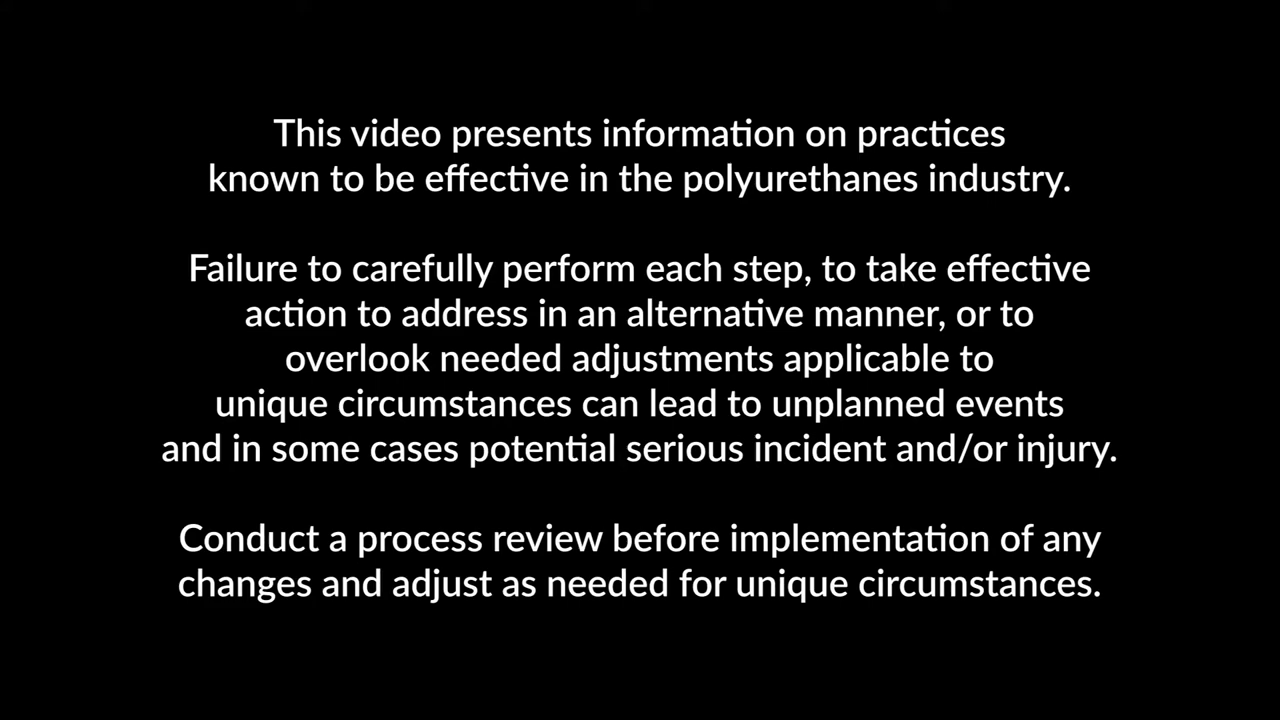 This video presents information on practices
known to be effective in the polyurethanes industry.
Failure to carefully perform each step, to take effective
action to address in an alternative manner, or to
overlook needed adjustments applicable to
unique circumstances can lead to unplanned events
and in some cases potential serious incident and/or injury.
Conduct a process review before implementation of any
changes and adjust as needed for unique circumstances.